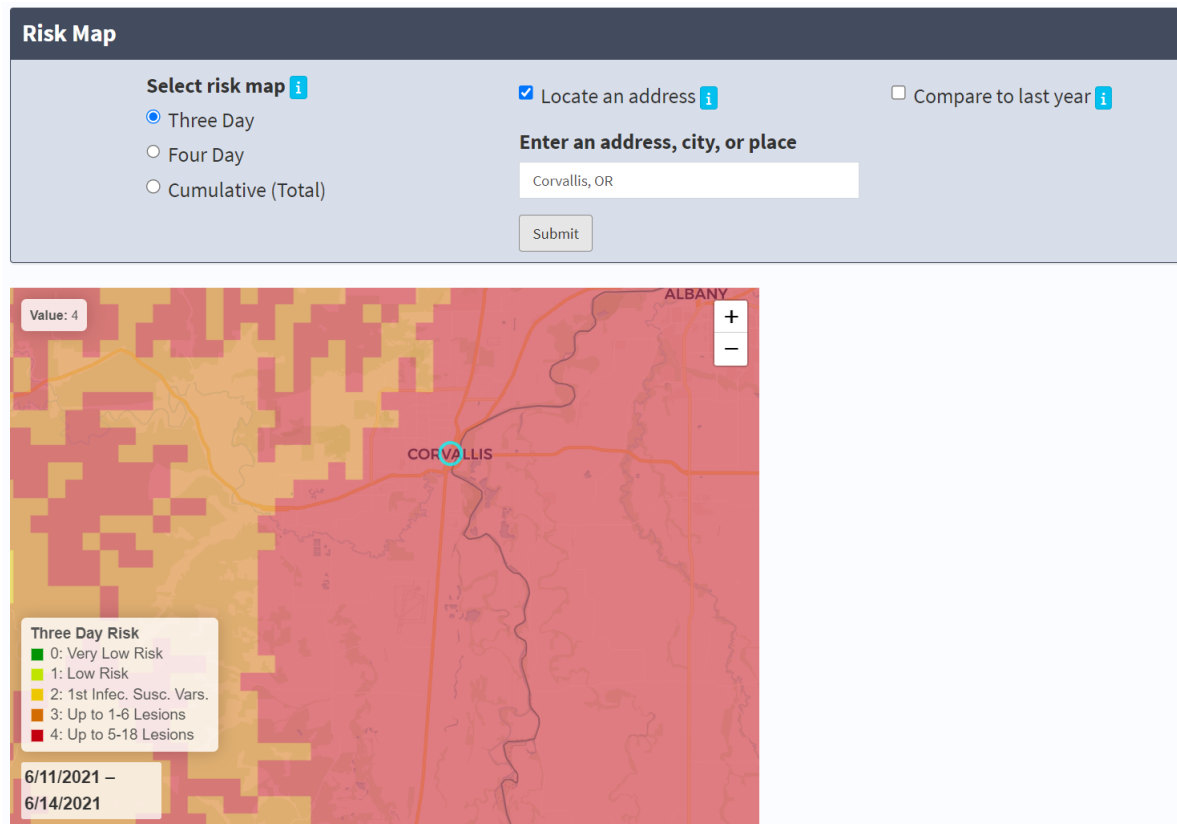 Risk Map
Select risk map i
Three Day
Four Day
Cumulative (Total)
Locate an address i
Enter an address, city, or place
Corvallis, OR
Submit
Compare to last year i
Value: 4
ALBANY
+
−
CORVALLIS
Three Day Risk
0: Very Low Risk
1: Low Risk
2: 1st Infec. Susc. Vars.
3: Up to 1-6 Lesions
4: Up to 5-18 Lesions
6/11/2021 –
6/14/2021